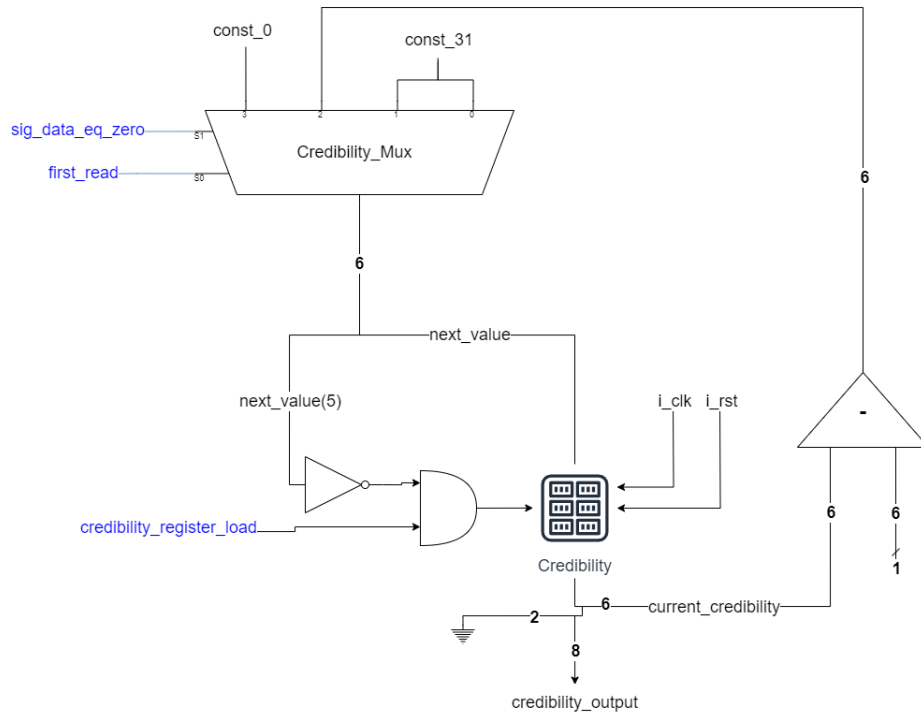 const_0
const_31
3
2
1
0
sig_data_eq_zero
S1
Credibility_Mux
first_read
S0
6
6
next_value
next_value(5)
i_clk
i_rst
-
credibility_register_load
6
6
1
Credibility
6
current_credibility
2
8
credibility_output